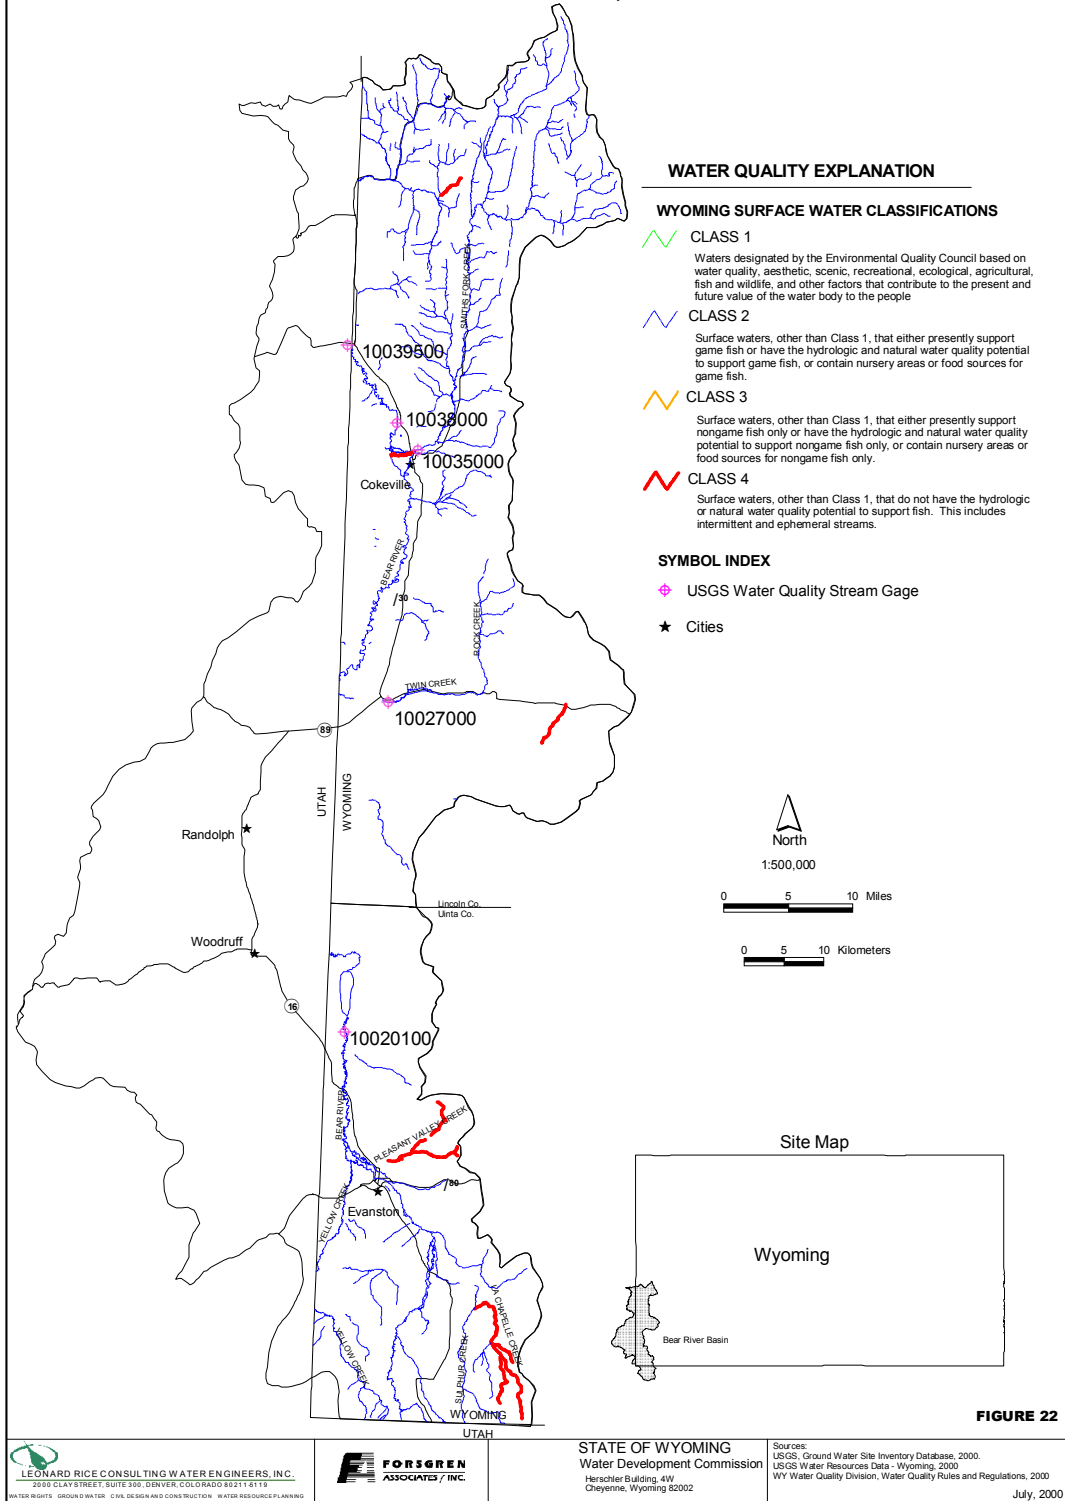 WATER QUALITY EXPLANATION
WYOMING SURFACE WATER CLASSIFICATIONS
CLASS 1
Waters designated by the Environmental Quality Council based on
water quality, aesthetic, scenic, recreational, ecological, agricultural,
fish and wildlife, and other factors that contribute to the present and
future value of the water body to the people
CLASS 2
Surface waters, other than Class 1, that either presently support
game fish or have the hydrologic and natural water quality potential
to support game fish, or contain nursery areas or food sources for
game fish.
CLASS 3
Surface waters, other than Class 1, that either presently support
nongame fish only or have the hydrologic and natural water quality
potential to support nongame fish only, or contain nursery areas or
food sources for nongame fish only.
CLASS 4
Surface waters, other than Class 1, that do not have the hydrologic
or natural water quality potential to support fish. This includes
intermittent and ephemeral streams.
SYMBOL INDEX
USGS Water Quality Stream Gage
Cities
SMITHS FORK CREEK
10039500
10038000
10035000
Cokeville
BEAR RIVER
30
ROCK CREEK
TWIN CREEK
10027000
89
UTAH
WYOMING
Randolph
North
1:500,000
0 5 10 Miles
0 5 10 Kilometers
Lincoln Co.
Uinta Co.
Woodruff
16
10020100
BEAR RIVER
PLEASANT VALLEY CREEK
80
Evanston
YELLOW CREEK
YELLOW CREEK
SULPHUR CREEK
LA CHAPELLE CREEK
WYOMING
UTAH
Site Map
Wyoming
Bear River Basin
FIGURE 22
LEONARD RICE CONSULTING WATER ENGINEERS, INC.
2000 CLAY STREET, SUITE 300, DENVER, COLORADO 80211-5119
WATER RIGHTS GROUND WATER CIVIL DESIGN AND CONSTRUCTION WATER RESOURCE PLANNING
FORSGREN
ASSOCIATES / INC.
STATE OF WYOMING
Water Development Commission
Herschler Building, 4W
Cheyenne, Wyoming 82002
Sources:
USGS, Ground Water Site Inventory Database, 2000.
USGS Water Resources Data - Wyoming, 2000
WY Water Quality Division, Water Quality Rules and Regulations, 2000
July, 2000